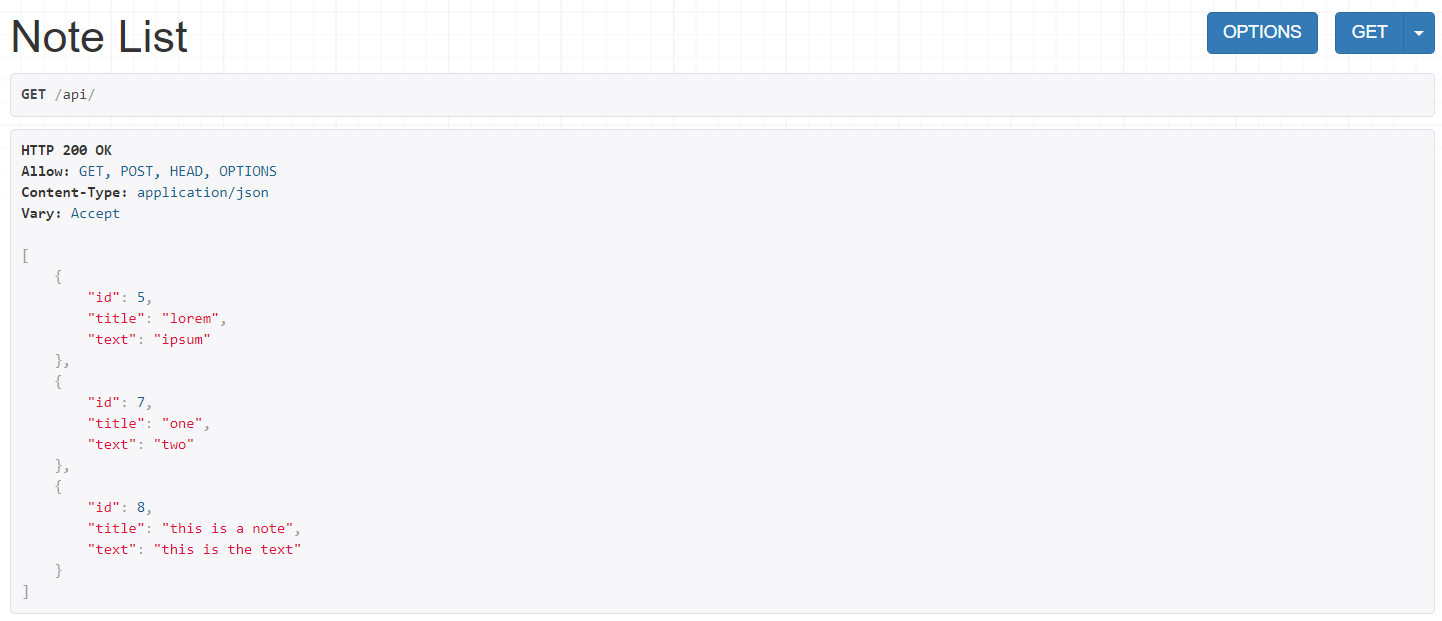 Note List
OPTIONS
GET
GET /api/
HTTP 200 OK
Allow: GET, POST, HEAD, OPTIONS
Content-Type: application/json
Vary: Accept
[
    {
        "id": 5,
        "title": "lorem",
        "text": "ipsum"
    },
    {
        "id": 7,
        "title": "one",
        "text": "two"
    },
    {
        "id": 8,
        "title": "this is a note",
        "text": "this is the text"
    }
]